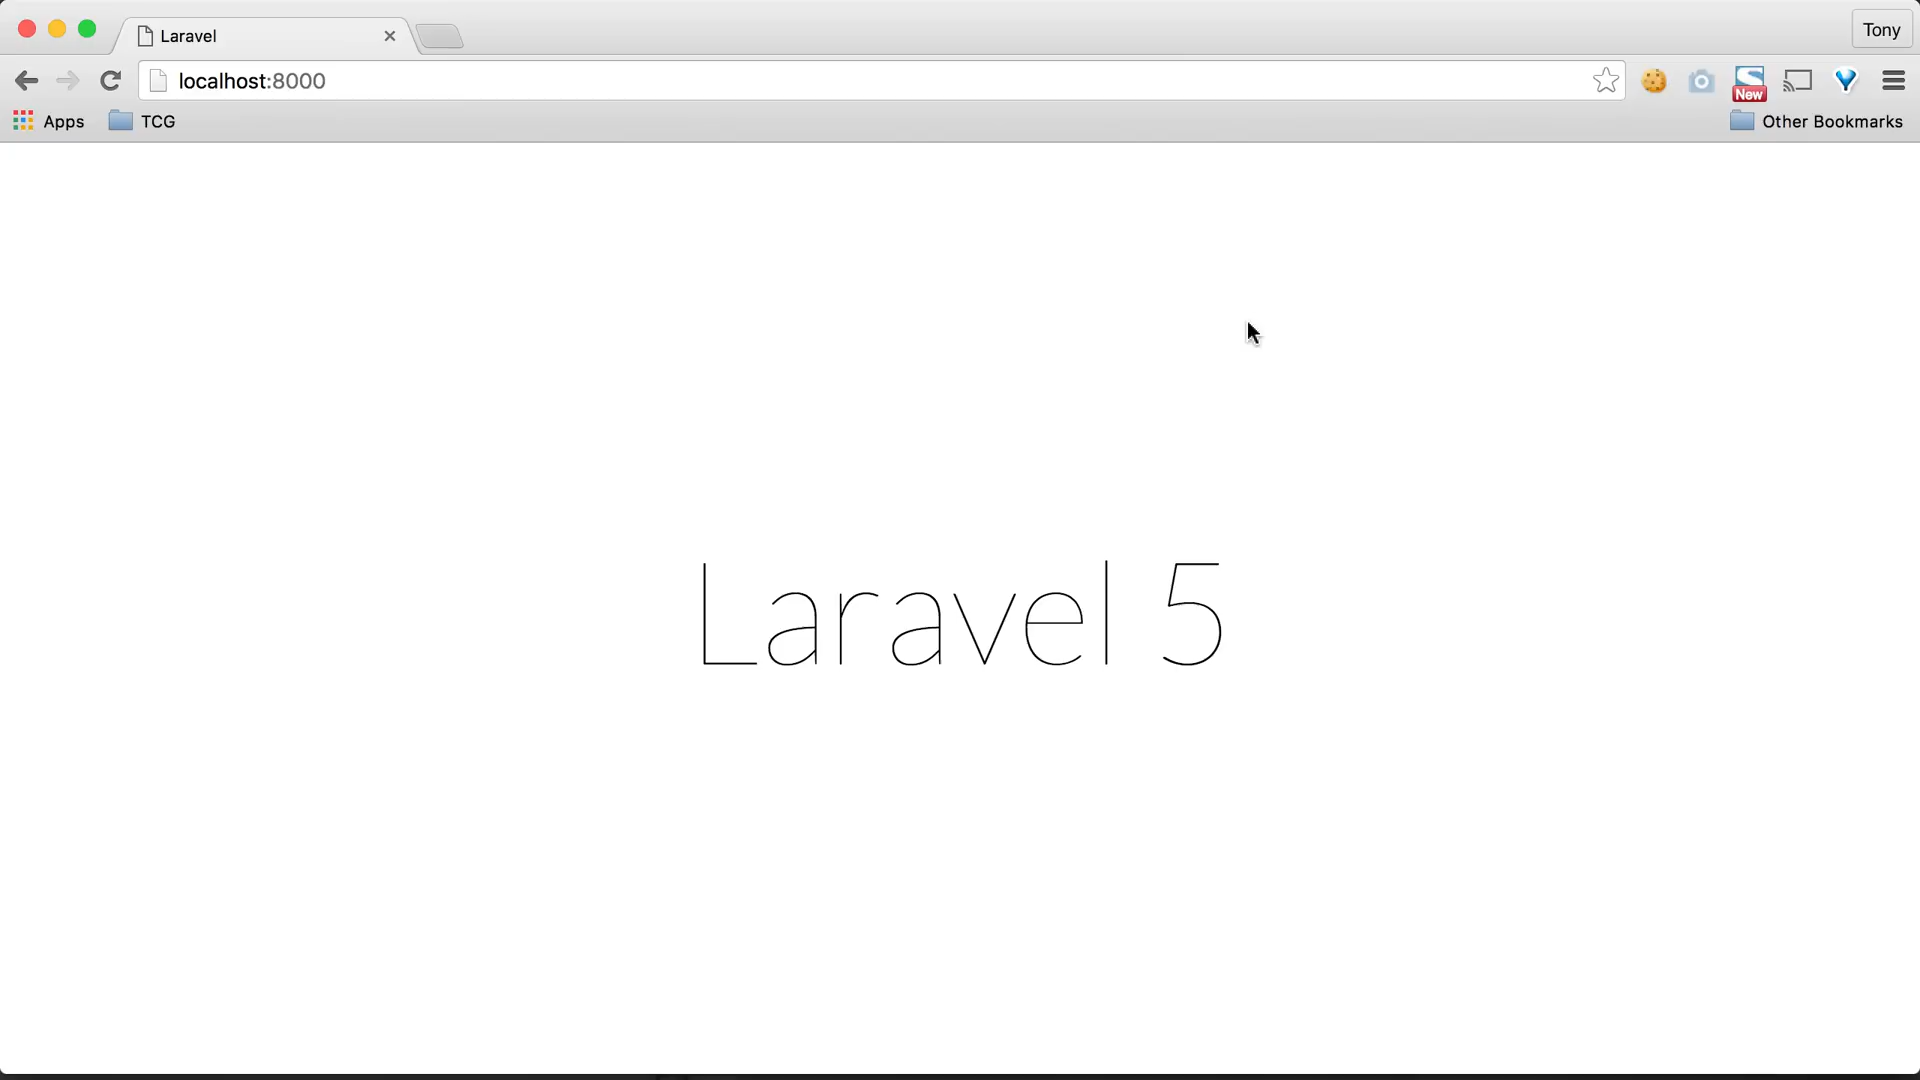 Laravel
Tony
localhost:8000
New
Apps
TCG
Other Bookmarks
Laravel 5